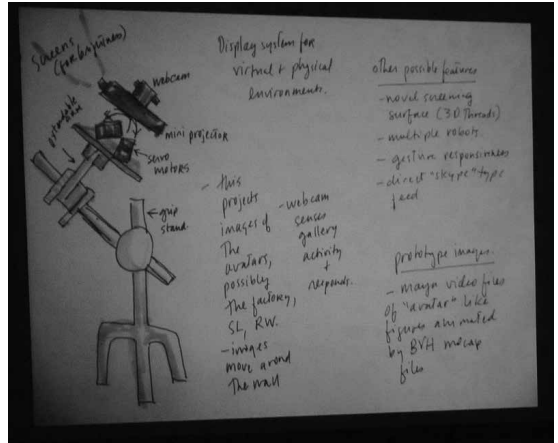 Screens
(for brightness)
webcam
extendable
mini projector
servo
motors
grip
stand
Display system for
virtual + physical
environments.
- this
projects
images of
The
avatars,
possibly
The factory,
SL, RW.
- images
move around
The wall
- webcam
senses
gallery
activity
+
responds.
other possible features
- novel screening
surface (3D Threads)
- multiple robots
- gesture responsiveness
- direct "skype" type
feed
prototype images.
- maya video files
of "avatar" like
figures animated
by BVH mocap
files